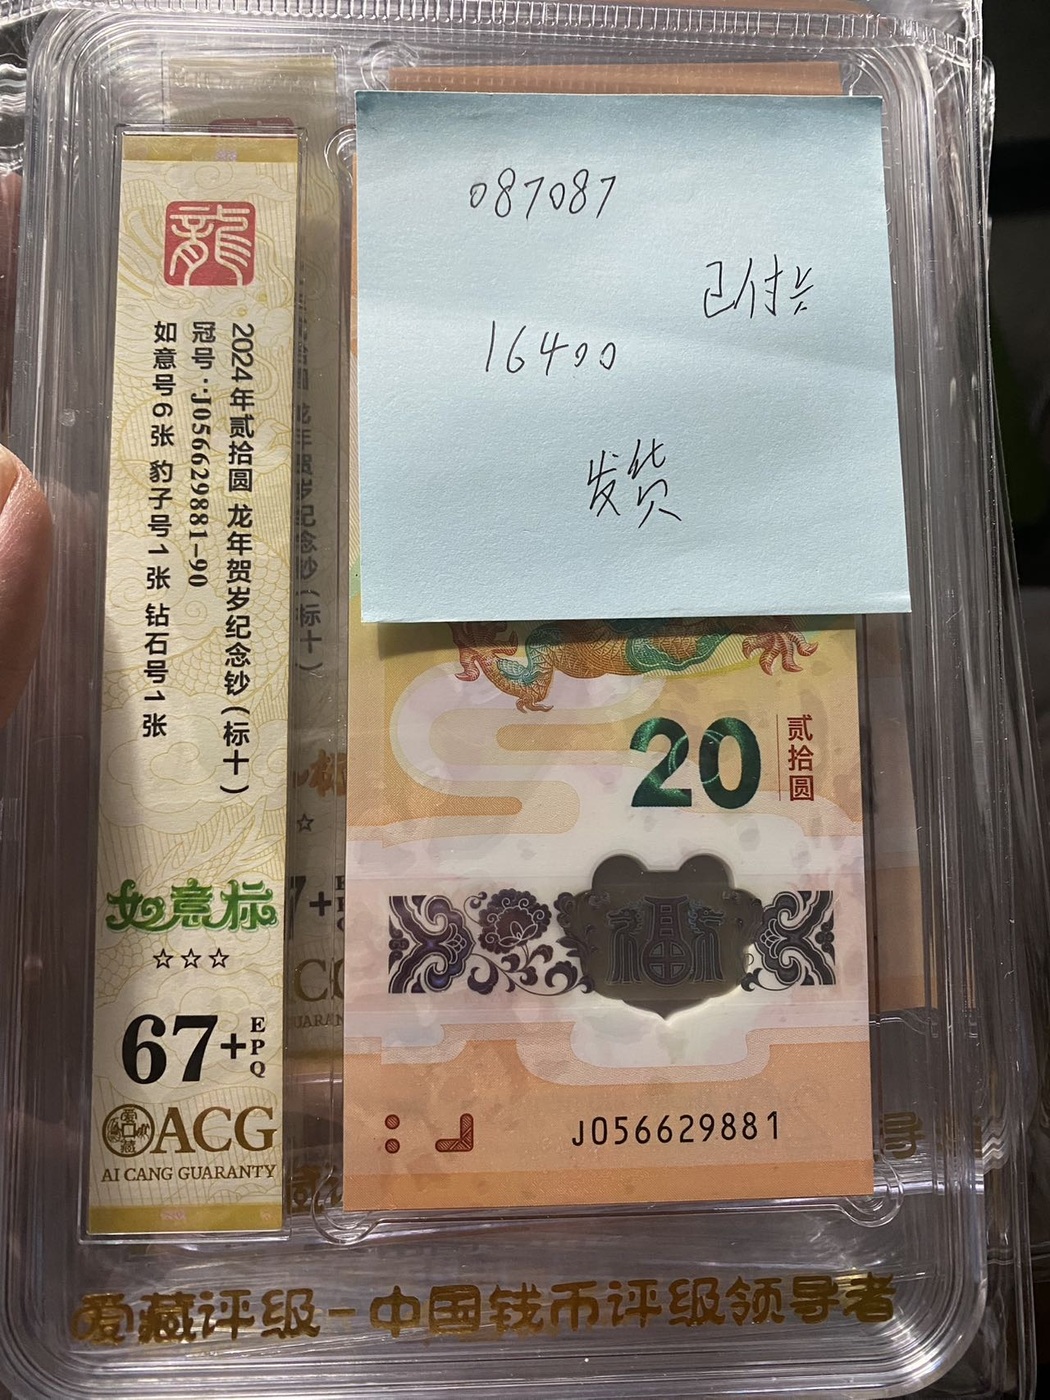 087087
已付款
16400
发货
龍
2024年贰拾圆 龙年贺岁纪念钞(标十)
冠号:J056629881-90
如意号6张 豹子号1张 钻石号1张
如意标
☆☆☆
67+EPQ
ACG
AI CANG GUARANTY
20
贰拾圆
J056629881
爱藏评级-中国钱币评级领导者